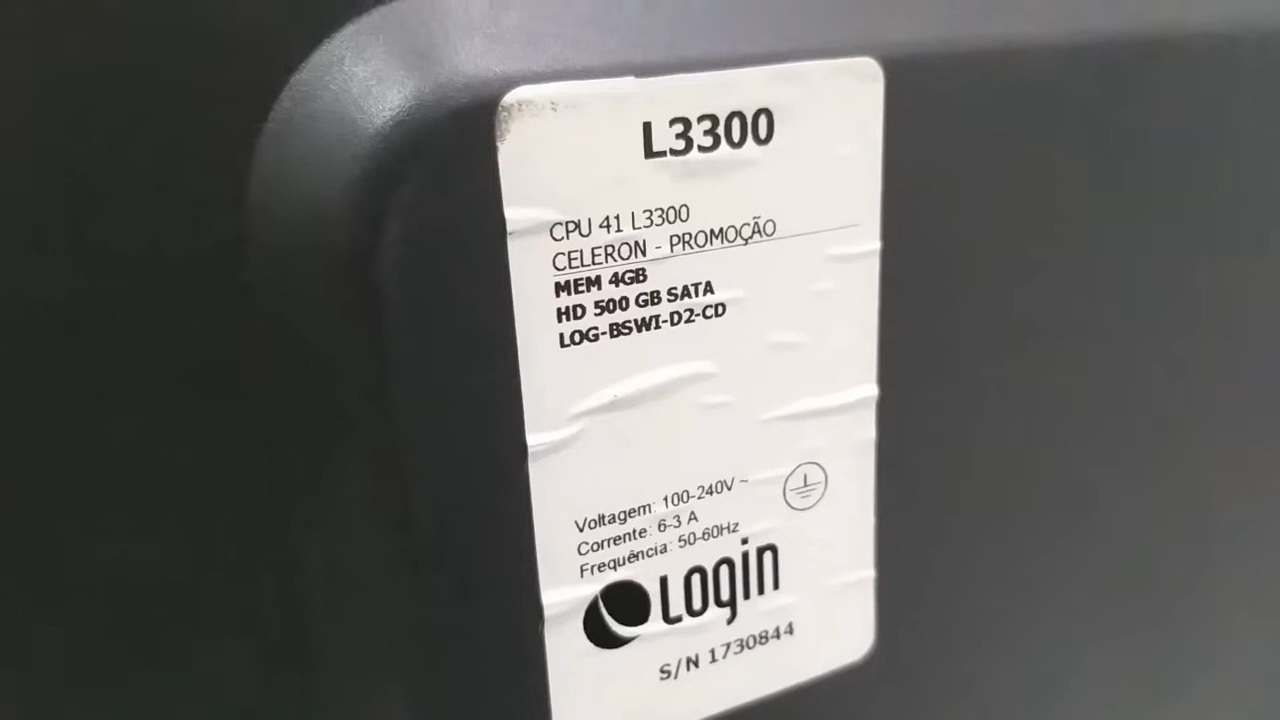 L3300
CPU 41 L3300
CELERON - PROMOÇÃO
MEM 4GB
HD 500 GB SATA
LOG-BSWI-D2-CD
Voltagem: 100-240V ~
Corrente: 6-3 A
Frequência: 50-60Hz
Login
S/N 1730844